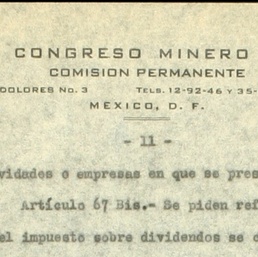 CONGRESO MINERO
COMISION PERMANENTE
DOLORES No. 3 TELS. 12-92-46 Y 35-
MEXICO, D. F.
- 11 -
vidades o empresas en que se pres
Artículo 67 Bis.- Se piden ref
el impuesto sobre dividendos se c